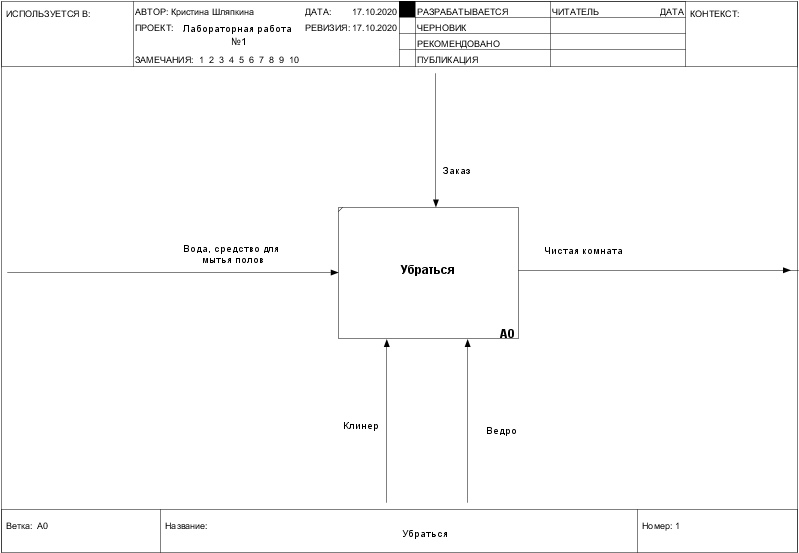 ИСПОЛЬЗУЕТСЯ В:
АВТОР: Кристина Шляпкина
ДАТА: 17.10.2020
РАЗРАБАТЫВАЕТСЯ
ЧИТАТЕЛЬ
ДАТА
КОНТЕКСТ:
ПРОЕКТ: Лабораторная работа
№1
РЕВИЗИЯ: 17.10.2020
ЧЕРНОВИК
РЕКОМЕНДОВАНО
ЗАМЕЧАНИЯ: 1 2 3 4 5 6 7 8 9 10
ПУБЛИКАЦИЯ
Заказ
Вода, средство для
мытья полов
Убраться
Чистая комната
А0
Клинер
Ведро
Ветка: А0
Название:
Убраться
Номер: 1